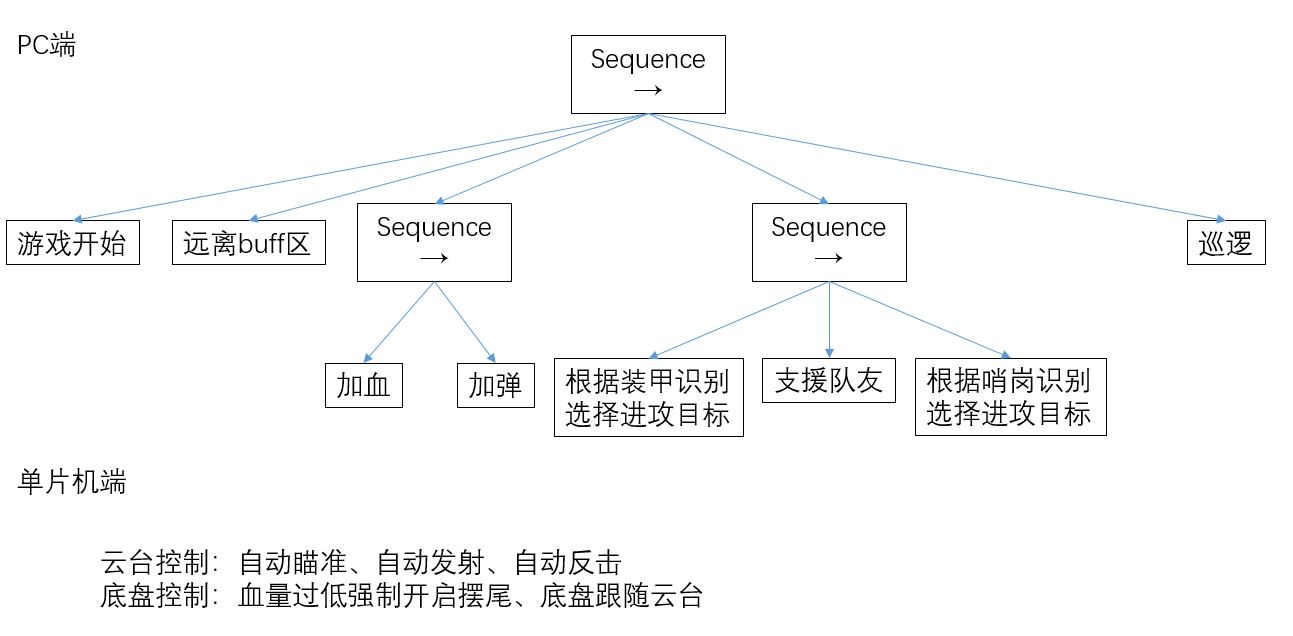 PC端
Sequence
→
游戏开始
远离buff区
Sequence
→
Sequence
→
巡逻
加血
加弹
根据装甲识别
选择进攻目标
支援队友
根据哨岗识别
选择进攻目标
单片机端
云台控制：自动瞄准、自动发射、自动反击
底盘控制：血量过低强制开启摆尾、底盘跟随云台